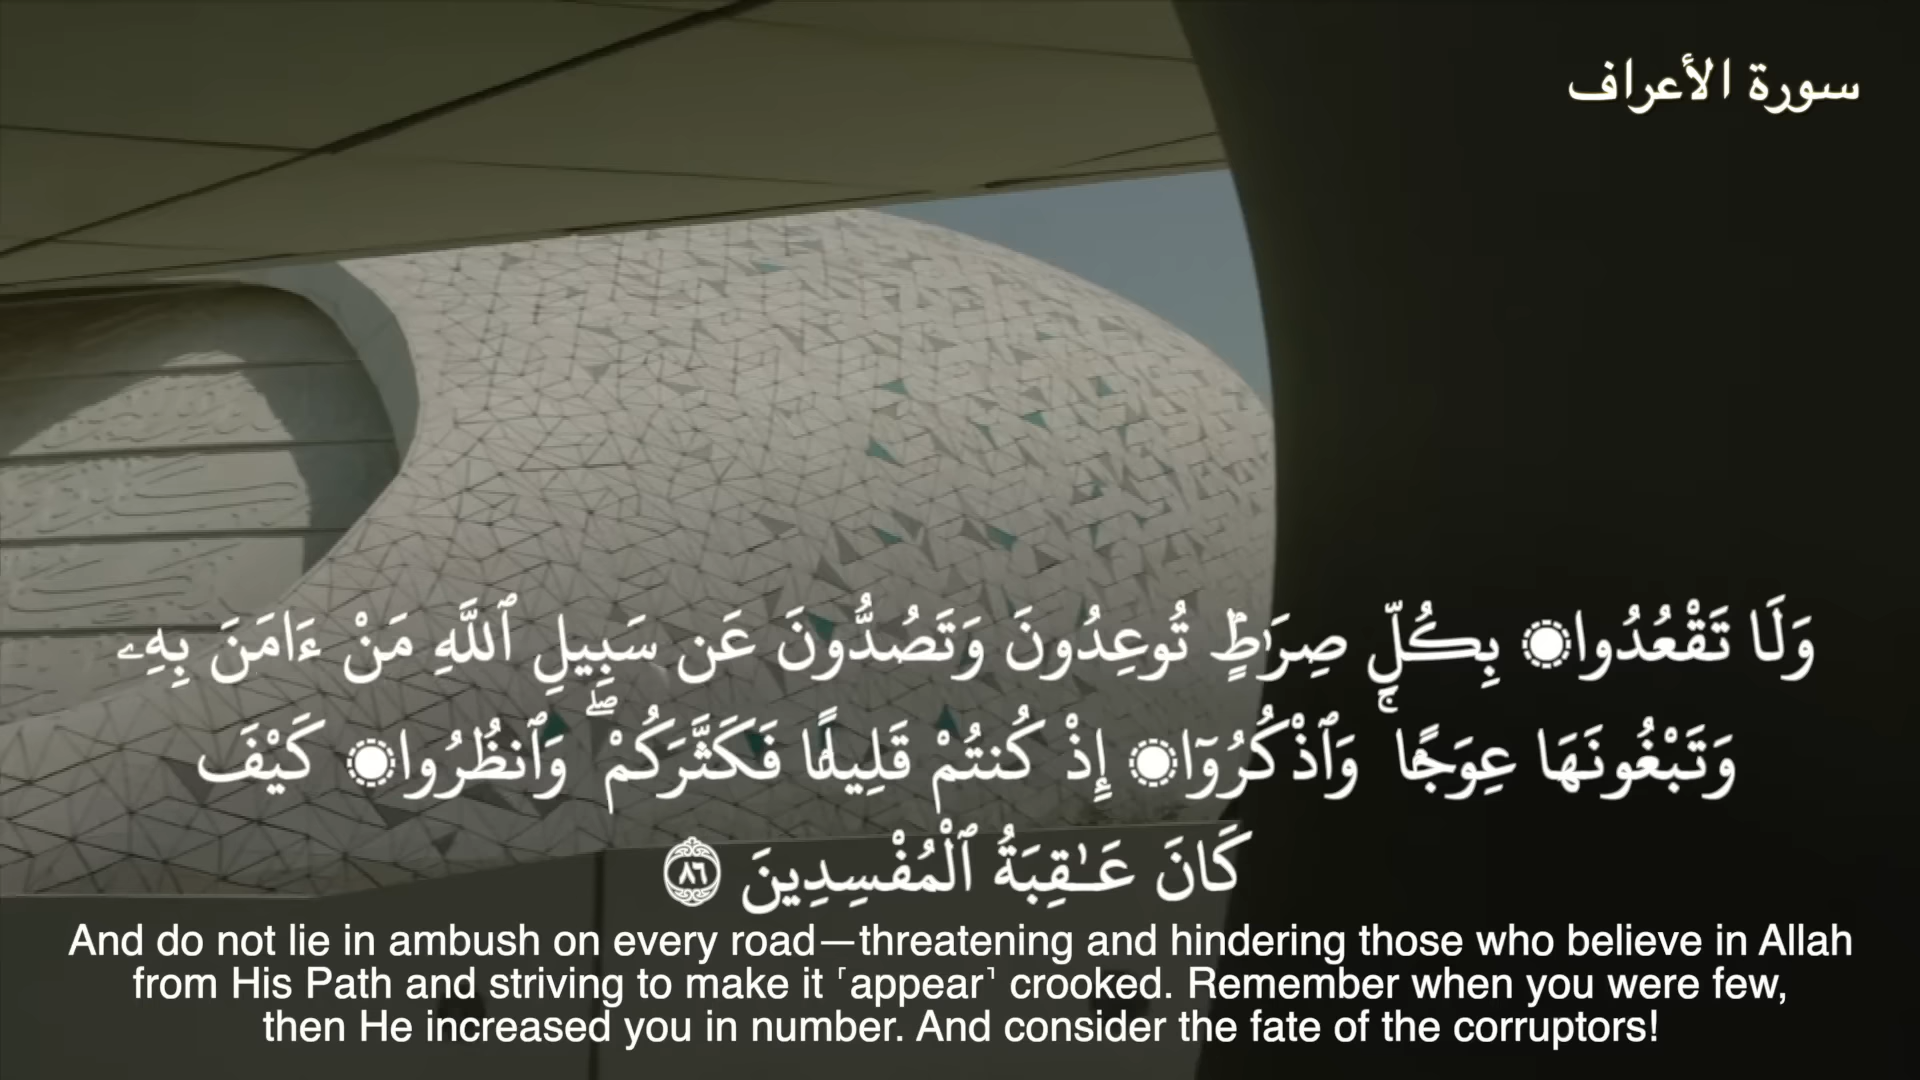 سورة الأعراف
وَلَا تَقْعُدُوا۟ بِكُلِّ صِرَٰطٍۢ تُوعِدُونَ وَتَصُدُّونَ عَن سَبِيلِ ٱللَّهِ مَنْ ءَامَنَ بِهِۦ
وَتَبْغُونَهَا عِوَجًۭا ۚ وَٱذْكُرُوٓا۟ إِذْ كُنتُمْ قَلِيلًۭا فَكَثَّرَكُمْ ۖ وَٱنظُرُوا۟ كَيْفَ
كَانَ عَـٰقِبَةُ ٱلْمُفْسِدِينَ ٨٦
And do not lie in ambush on every road—threatening and hindering those who believe in Allah
from His Path and striving to make it ˹appear˺ crooked. Remember when you were few,
then He increased you in number. And consider the fate of the corruptors!